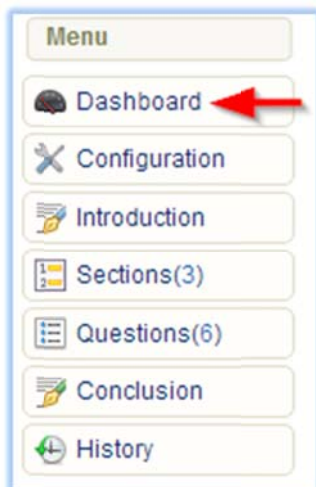 Menu
Dashboard
Configuration
Introduction
Sections(3)
Questions(6)
Conclusion
History